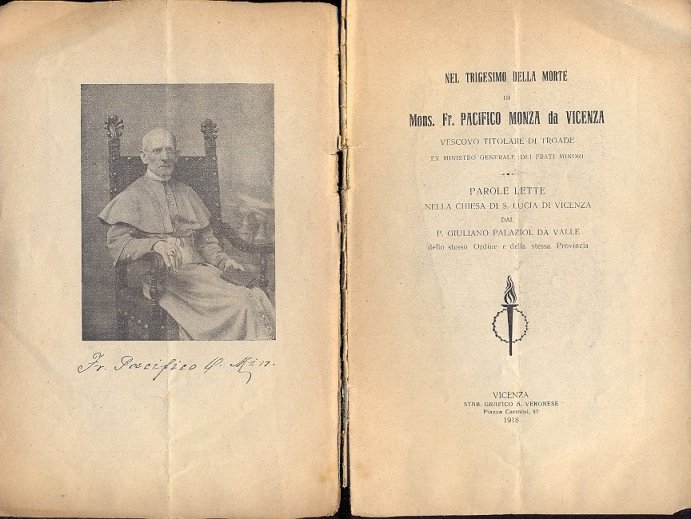 Fr. Pacifico O. Min.
NEL TRIGESIMO DELLA MORTE
DI
Mons. Fr. PACIFICO MONZA da VICENZA
VESCOVO TITOLARE DI TROADE
EX MINISTRO GENERALE DEI FRATI MINORI
PAROLE LETTE
NELLA CHIESA DI S. LUCIA DI VICENZA
DAL
P. GIULIANO PALAZIOL DA VALLE
dello stesso Ordine e della stessa Provincia
VICENZA
STAB. GRAFICO A. VERONESE
Piazza Carmini, 31
1918